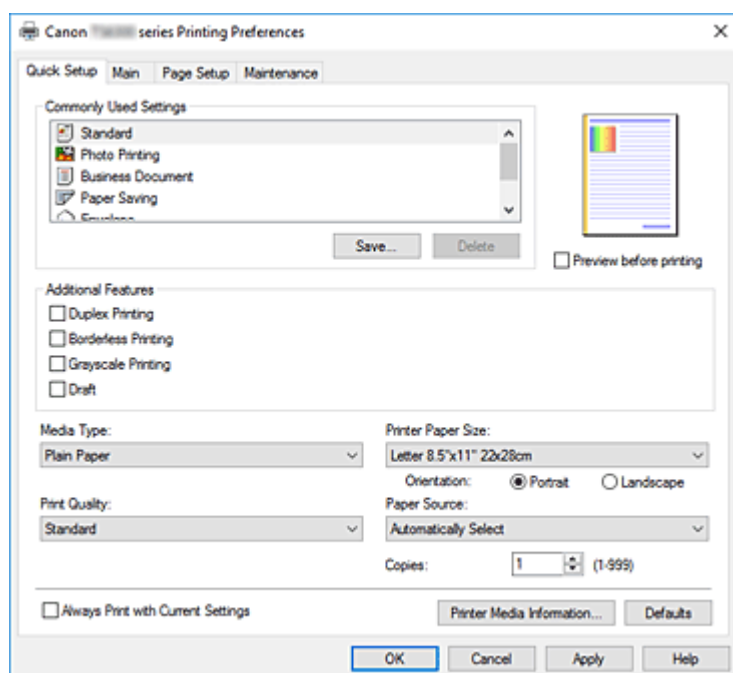 Canon series Printing Preferences
Quick Setup Main Page Setup Maintenance
Commonly Used Settings
Standard
Photo Printing
Business Document
Paper Saving
Save... Delete
Preview before printing
Additional Features
Duplex Printing
Borderless Printing
Grayscale Printing
Draft
Media Type: Printer Paper Size:
Plain Paper Letter 8.5"x11" 22x28cm
Orientation: Portrait Landscape
Print Quality: Paper Source:
Standard Automatically Select
Copies: 1 (1-999)
Always Print with Current Settings Printer Media Information... Defaults
OK Cancel Apply Help